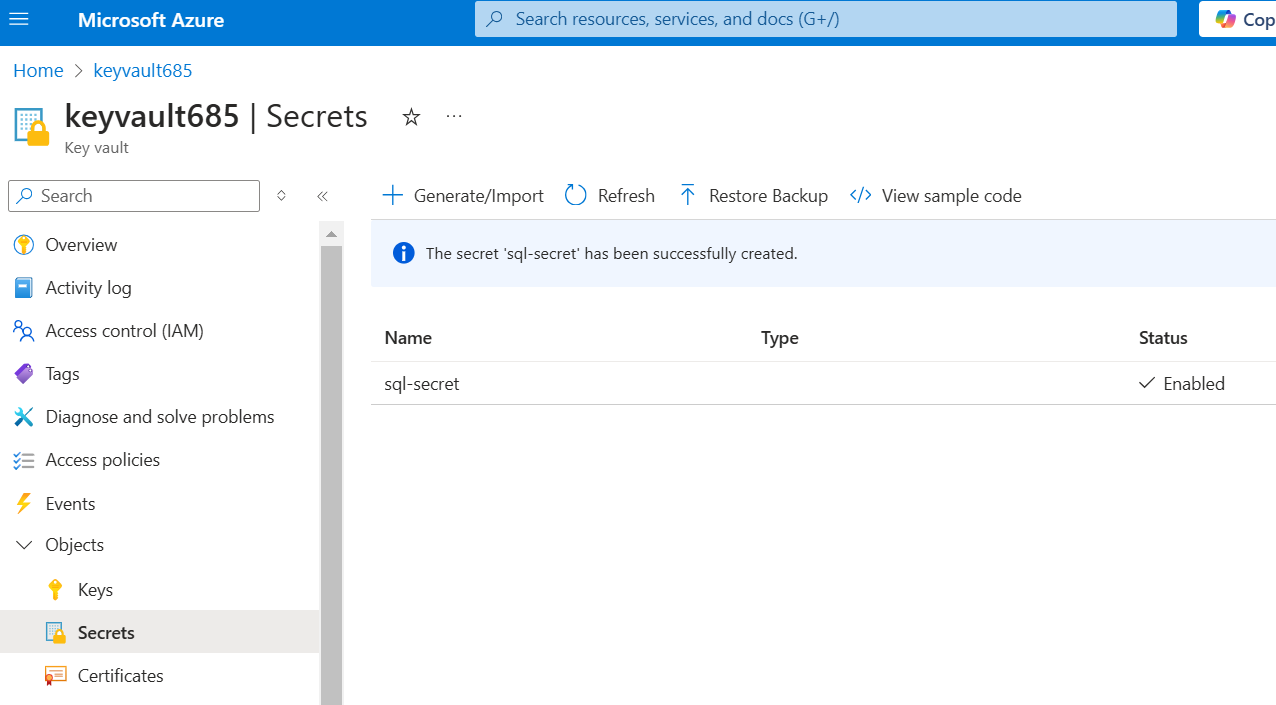 Microsoft Azure
Search resources, services, and docs (G+/)
Cop
Home > keyvault685
keyvault685 | Secrets
Key vault
Search
Generate/Import
Refresh
Restore Backup
View sample code
Overview
Activity log
Access control (IAM)
Tags
Diagnose and solve problems
Access policies
Events
Objects
Keys
Secrets
Certificates
The secret 'sql-secret' has been successfully created.
Name Type Status
sql-secret Enabled